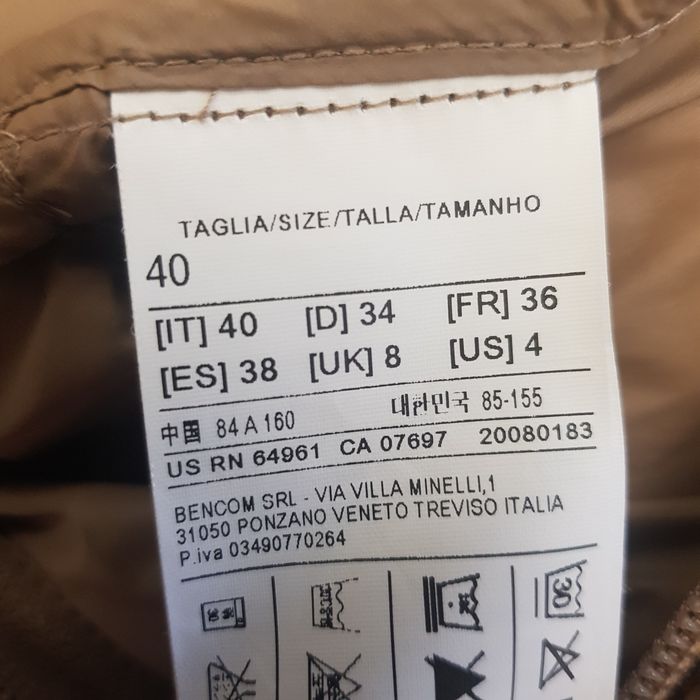 TAGLIA/SIZE/TALLA/TAMANHO
40
[IT] 40 [D] 34 [FR] 36
[ES] 38 [UK] 8 [US] 4
中国 84 A 160 대한민국 85-155
US RN 64961 CA 07697 20080183
BENCOM SRL - VIA VILLA MINELLI,1
31050 PONZANO VENETO TREVISO ITALIA
P.iva 03490770264
30 30